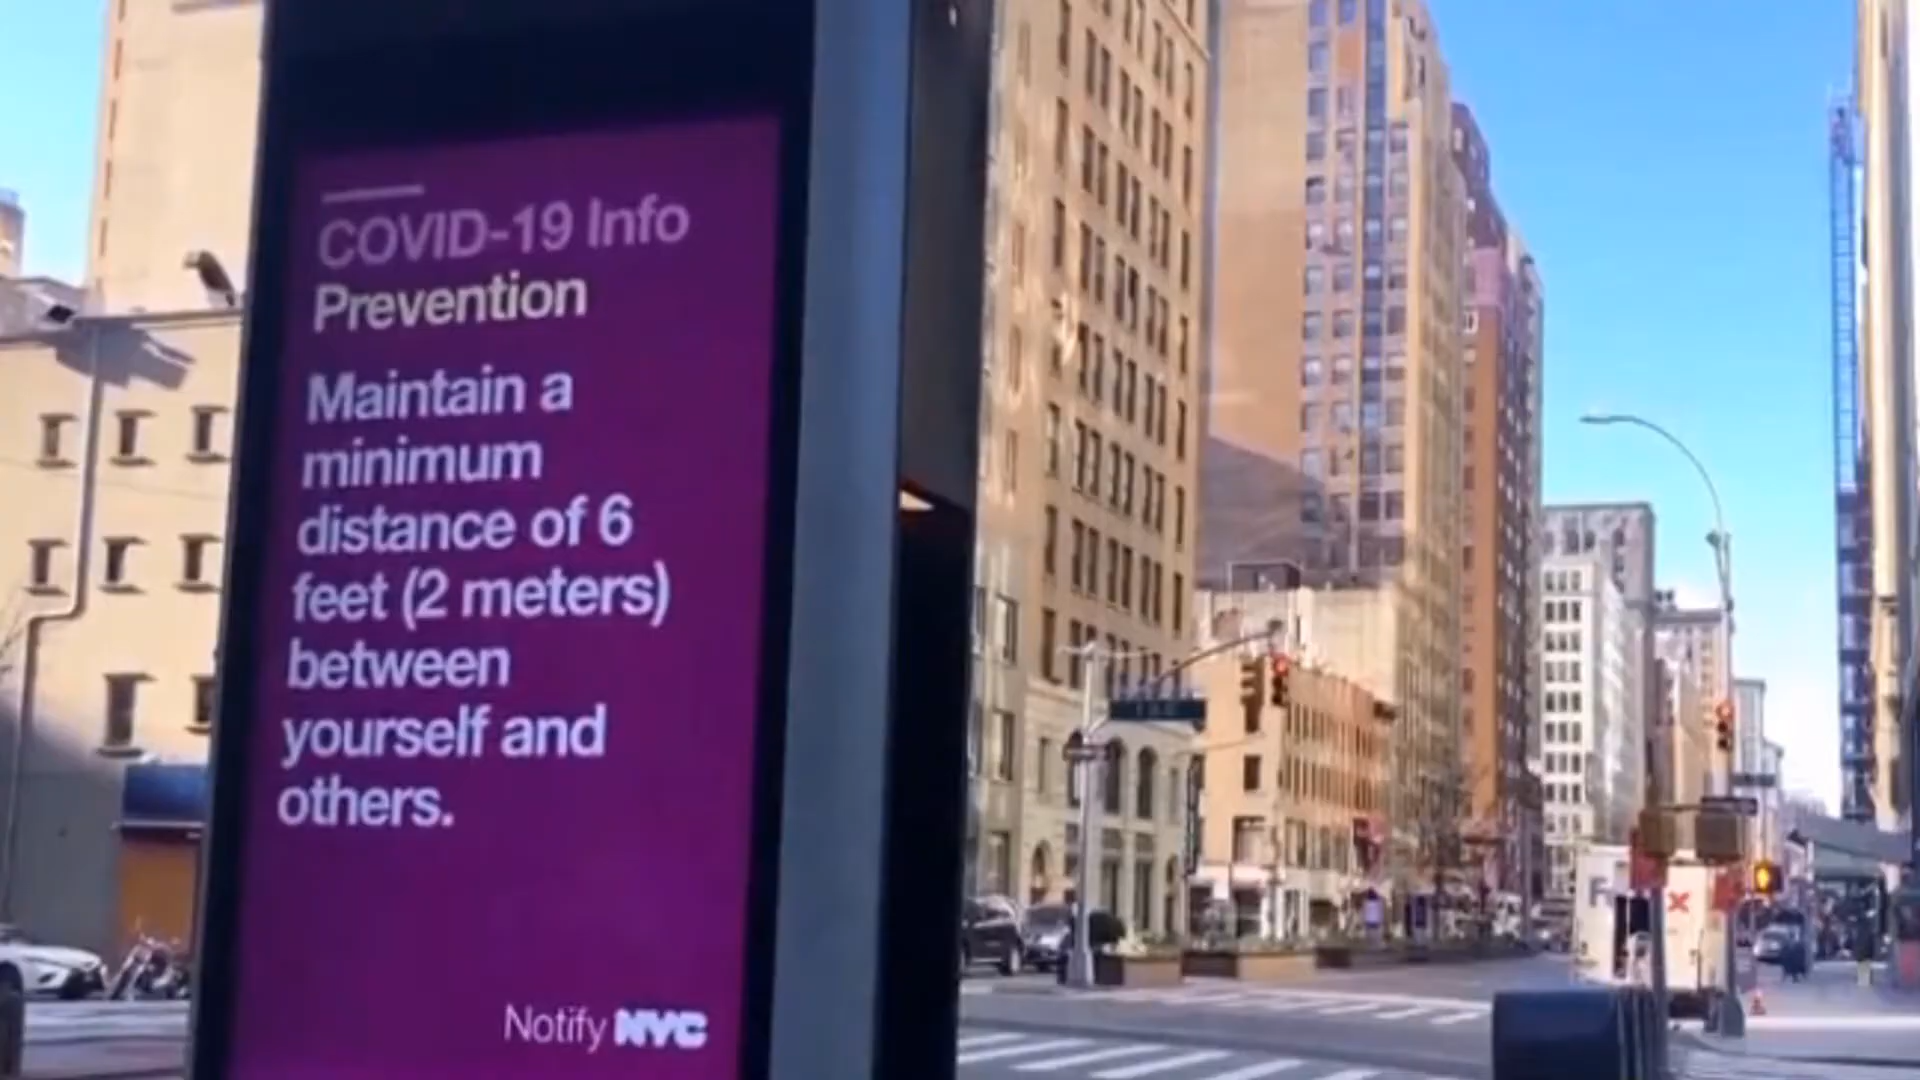 COVID-19 Info
Prevention
Maintain a
minimum
distance of 6
feet (2 meters)
between
yourself and
others.
Notify NYC